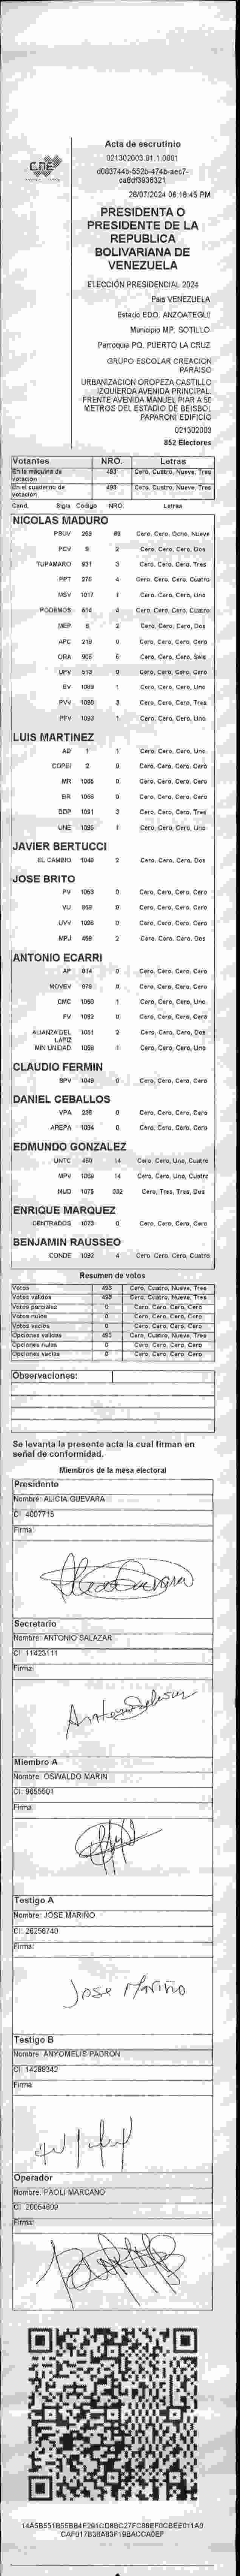 CNE
Acta de escrutinio
021302003.01.1.0001
d083744b-552b-474b-aec7-
ca8df3936321
28/07/2024 06:18:45 PM
PRESIDENTA O
PRESIDENTE DE LA
REPUBLICA
BOLIVARIANA DE
VENEZUELA
ELECCIÓN PRESIDENCIAL 2024
Pais VENEZUELA
Estado EDO. ANZOATEGUI
Municipio MP. SOTILLO
Parroquia PQ. PUERTO LA CRUZ
GRUPO ESCOLAR CREACION
PARAISO
URBANIZACION OROPEZA CASTILLO
IZQUIERDA AVENIDA PRINCIPAL.
FRENTE AVENIDA MANUEL PIAR A 50
METROS DEL ESTADIO DE BEISBOL
PAPARONI EDIFICIO
021302003
852 Electores
Votantes NRO. Letras
En la máquina de votación 493 Cero, Cuatro, Nueve, Tres
En el cuaderno de votación 493 Cero, Cuatro, Nueve, Tres
Cand. Sigla Codigo NRO. Letras
NICOLAS MADURO
PSUV 269 89 Cero, Cero, Ocho, Nueve
PCV 9 2 Cero, Cero, Cero, Dos
TUPAMARO 931 3 Cero, Cero, Cero, Tres
PPT 276 4 Cero, Cero, Cero, Cuatro
MSV 1017 1 Cero, Cero, Cero, Uno
PODEMOS 514 4 Cero, Cero, Cero, Cuatro
MEP 6 2 Cero, Cero, Cero, Dos
APC 219 0 Cero, Cero, Cero, Cero
ORA 906 6 Cero, Cero, Cero, Seis
UPV 513 0 Cero, Cero, Cero, Cero
EV 1089 1 Cero, Cero, Cero, Uno
PVV 1090 3 Cero, Cero, Cero, Tres
PFV 1093 1 Cero, Cero, Cero, Uno
LUIS MARTINEZ
AD 1 1 Cero, Cero, Cero, Uno
COPEI 2 0 Cero, Cero, Cero, Cero
MR 1065 0 Cero, Cero, Cero, Cero
BR 1066 0 Cero, Cero, Cero, Cero
DDP 1091 3 Cero, Cero, Cero, Tres
UNE 1095 1 Cero, Cero, Cero, Uno
JAVIER BERTUCCI
EL CAMBIO 1048 2 Cero, Cero, Cero, Dos
JOSE BRITO
PV 1053 0 Cero, Cero, Cero, Cero
VU 868 0 Cero, Cero, Cero, Cero
UVV 1096 0 Cero, Cero, Cero, Cero
MPJ 458 2 Cero, Cero, Cero, Dos
ANTONIO ECARRI
AP 814 0 Cero, Cero, Cero, Cero
MOVEV 979 0 Cero, Cero, Cero, Cero
CMC 1050 1 Cero, Cero, Cero, Uno
FV 1062 0 Cero, Cero, Cero, Cero
ALIANZA DEL LAPIZ 1051 2 Cero, Cero, Cero, Dos
MIN UNIDAD 1058 1 Cero, Cero, Cero, Uno
CLAUDIO FERMIN
SPV 1049 0 Cero, Cero, Cero, Cero
DANIEL CEBALLOS
VPA 236 0 Cero, Cero, Cero, Cero
AREPA 1094 0 Cero, Cero, Cero, Cero
EDMUNDO GONZALEZ
UNTC 460 14 Cero, Cero, Uno, Cuatro
MPV 1069 14 Cero, Cero, Uno, Cuatro
MUD 1075 332 Cero, Tres, Tres, Dos
ENRIQUE MARQUEZ
CENTRADOS 1073 0 Cero, Cero, Cero, Cero
BENJAMIN RAUSSEO
CONDE 1092 4 Cero, Cero, Cero, Cuatro
Resumen de votos
Votos 493 Cero, Cuatro, Nueve, Tres
Votos validos 493 Cero, Cuatro, Nueve, Tres
Votos parciales 0 Cero, Cero, Cero, Cero
Votos nulos 0 Cero, Cero, Cero, Cero
Votos vacios 0 Cero, Cero, Cero, Cero
Opciones validas 493 Cero, Cuatro, Nueve, Tres
Opciones nulas 0 Cero, Cero, Cero, Cero
Opciones vacias 0 Cero, Cero, Cero, Cero
Observaciones:
Se levanta la presente acta la cual firman en
señal de conformidad.
Miembros de la mesa electoral
Presidente
Nombre: ALICIA GUEVARA
CI: 4007715
Firma:
Secretario
Nombre: ANTONIO SALAZAR
CI: 11423111
Firma:
Antonio Salazar
Miembro A
Nombre: OSWALDO MARIN
CI: 9655501
Firma:
Testigo A
Nombre: JOSE MARIÑO
CI: 26256740
Firma:
Jose Mariño
Testigo B
Nombre: ANYOMELIS PADRON
CI: 14288342
Firma:
Operador
Nombre: PAOLI MARCANO
CI: 20054609
Firma: